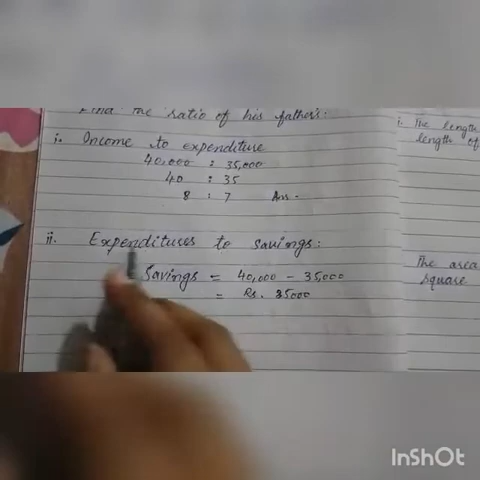 Find the ratio of his father's:
i. Income to expenditure
40,000 : 35,000
40 : 35
8 : 7 Ans.
ii. Expenditures to savings:
Savings = 40,000 - 35,000
= Rs. 35000
i. The length
length of
The area
square
InShOt